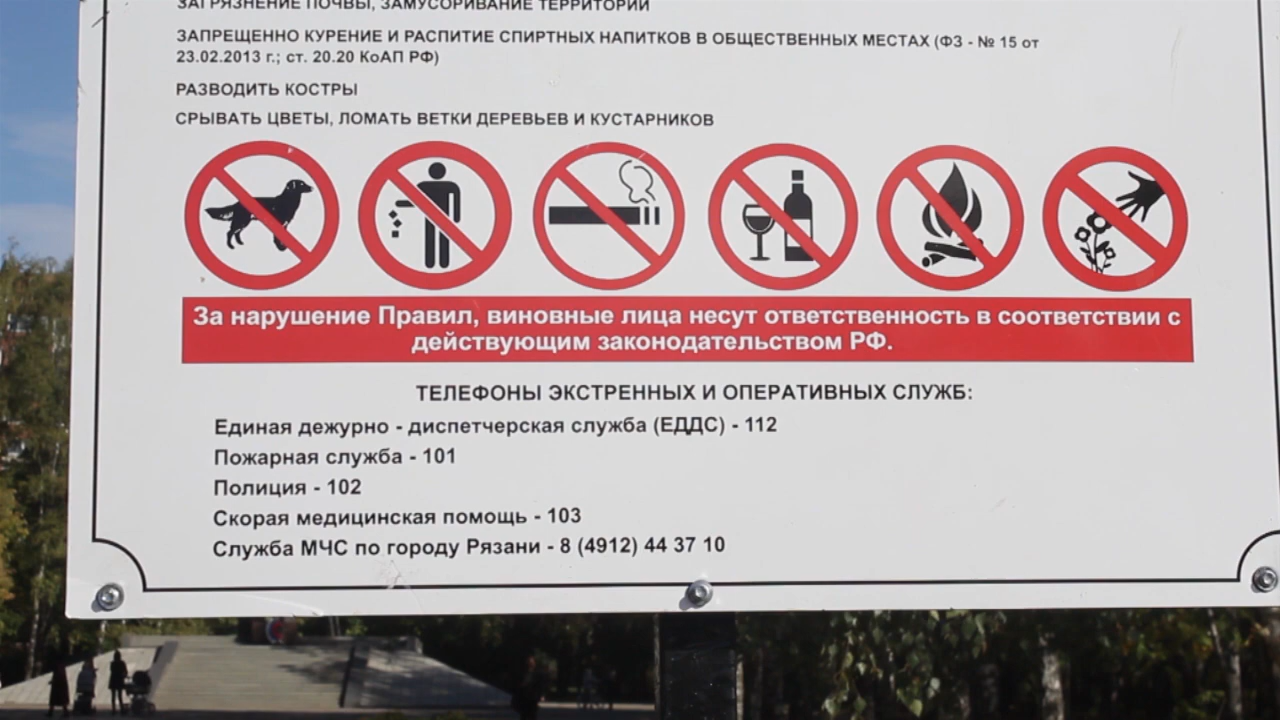 ЗАГРЯЗНЕНИЕ ПОЧВЫ, ЗАМУСОРИВАНИЕ ТЕРРИТОРИИ
ЗАПРЕЩЕННО КУРЕНИЕ И РАСПИТИЕ СПИРТНЫХ НАПИТКОВ В ОБЩЕСТВЕННЫХ МЕСТАХ (ФЗ - № 15 от
23.02.2013 г.; ст. 20.20 КоАП РФ)
РАЗВОДИТЬ КОСТРЫ
СРЫВАТЬ ЦВЕТЫ, ЛОМАТЬ ВЕТКИ ДЕРЕВЬЕВ И КУСТАРНИКОВ
За нарушение Правил, виновные лица несут ответственность в соответствии с
действующим законодательством РФ.
ТЕЛЕФОНЫ ЭКСТРЕННЫХ И ОПЕРАТИВНЫХ СЛУЖБ:
Единая дежурно - диспетчерская служба (ЕДДС) - 112
Пожарная служба - 101
Полиция - 102
Скорая медицинская помощь - 103
Служба МЧС по городу Рязани - 8 (4912) 44 37 10